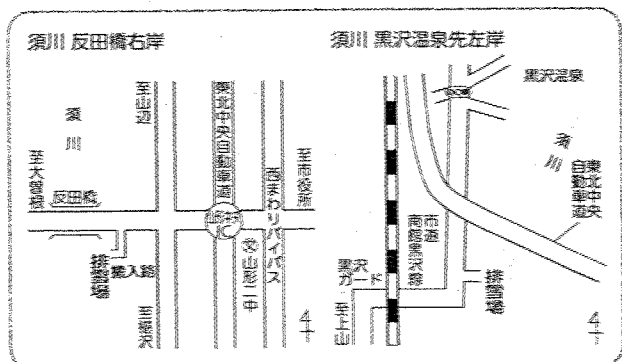 須川 反田橋右岸
須川
至大曽根
反田橋
至山辺
東北中央自動車道
西まわりバイパス
至市役所
IC
文山形二中
搬入路
排雪場
須川 黒沢温泉先左岸
黒沢温泉
須川
東北中央
自動車道
市道
黒沢
ガード
至上山
排雪場